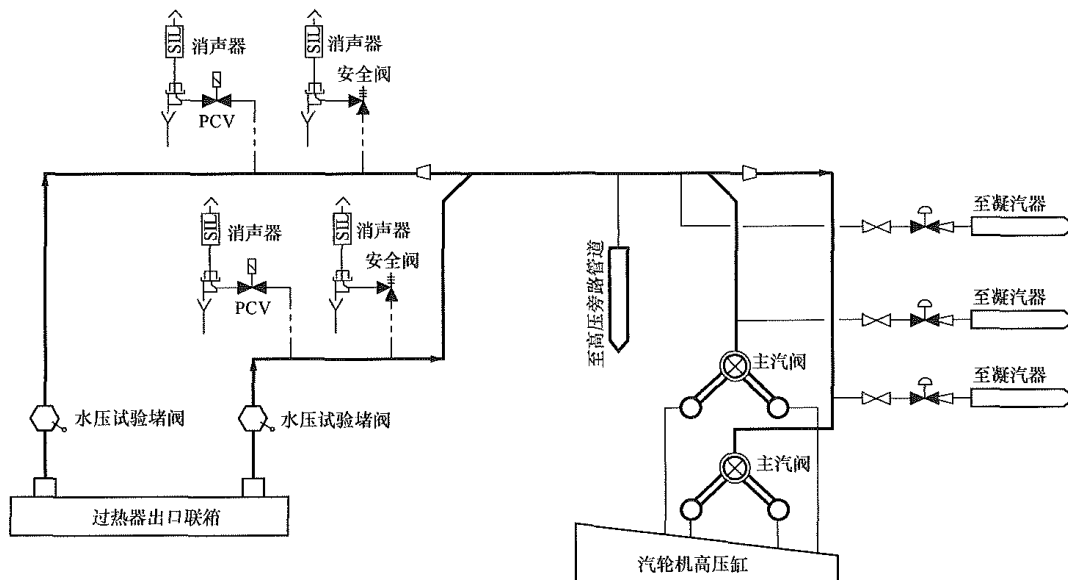 SIL
消声器
SIL
消声器
安全阀
PCV
SIL
消声器
SIL
消声器
安全阀
PCV
至凝汽器
至高压旁路管道
至凝汽器
主汽阀
至凝汽器
水压试验堵阀
水压试验堵阀
主汽阀
过热器出口联箱
汽轮机高压缸